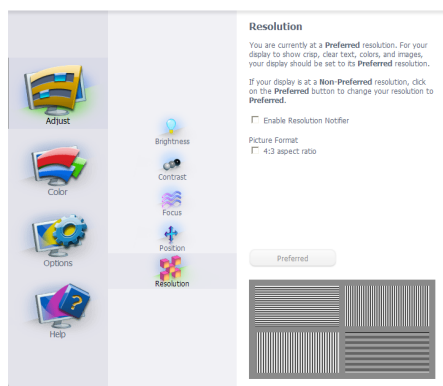 Adjust
Color
Options
Help
Brightness
Contrast
Focus
Position
Resolution
Resolution
You are currently at a Preferred resolution. For your
display to show crisp, clear text, colors, and images,
your display should be set to its Preferred resolution.
If your display is at a Non-Preferred resolution, click
on the Preferred button to change your resolution to
Preferred.
Enable Resolution Notifier
Picture Format
4:3 aspect ratio
Preferred